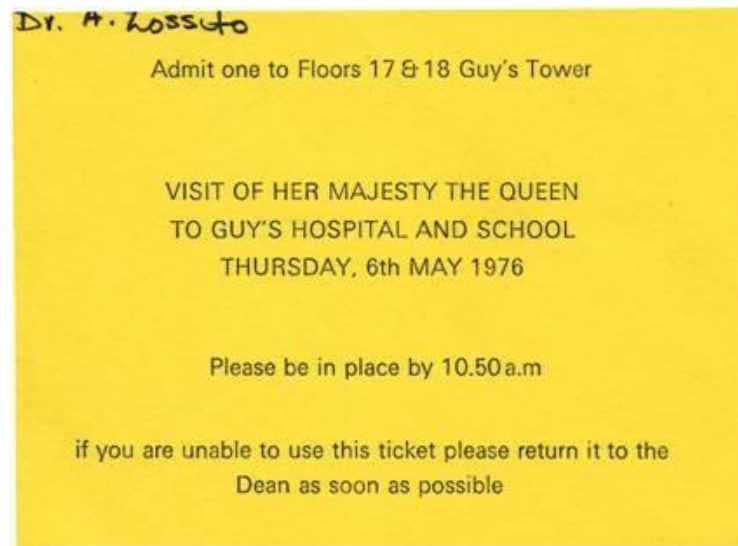 Dr. A. Lossuto
Admit one to Floors 17 & 18 Guy's Tower
VISIT OF HER MAJESTY THE QUEEN
TO GUY'S HOSPITAL AND SCHOOL
THURSDAY, 6th MAY 1976
Please be in place by 10.50 a.m
if you are unable to use this ticket please return it to the
Dean as soon as possible